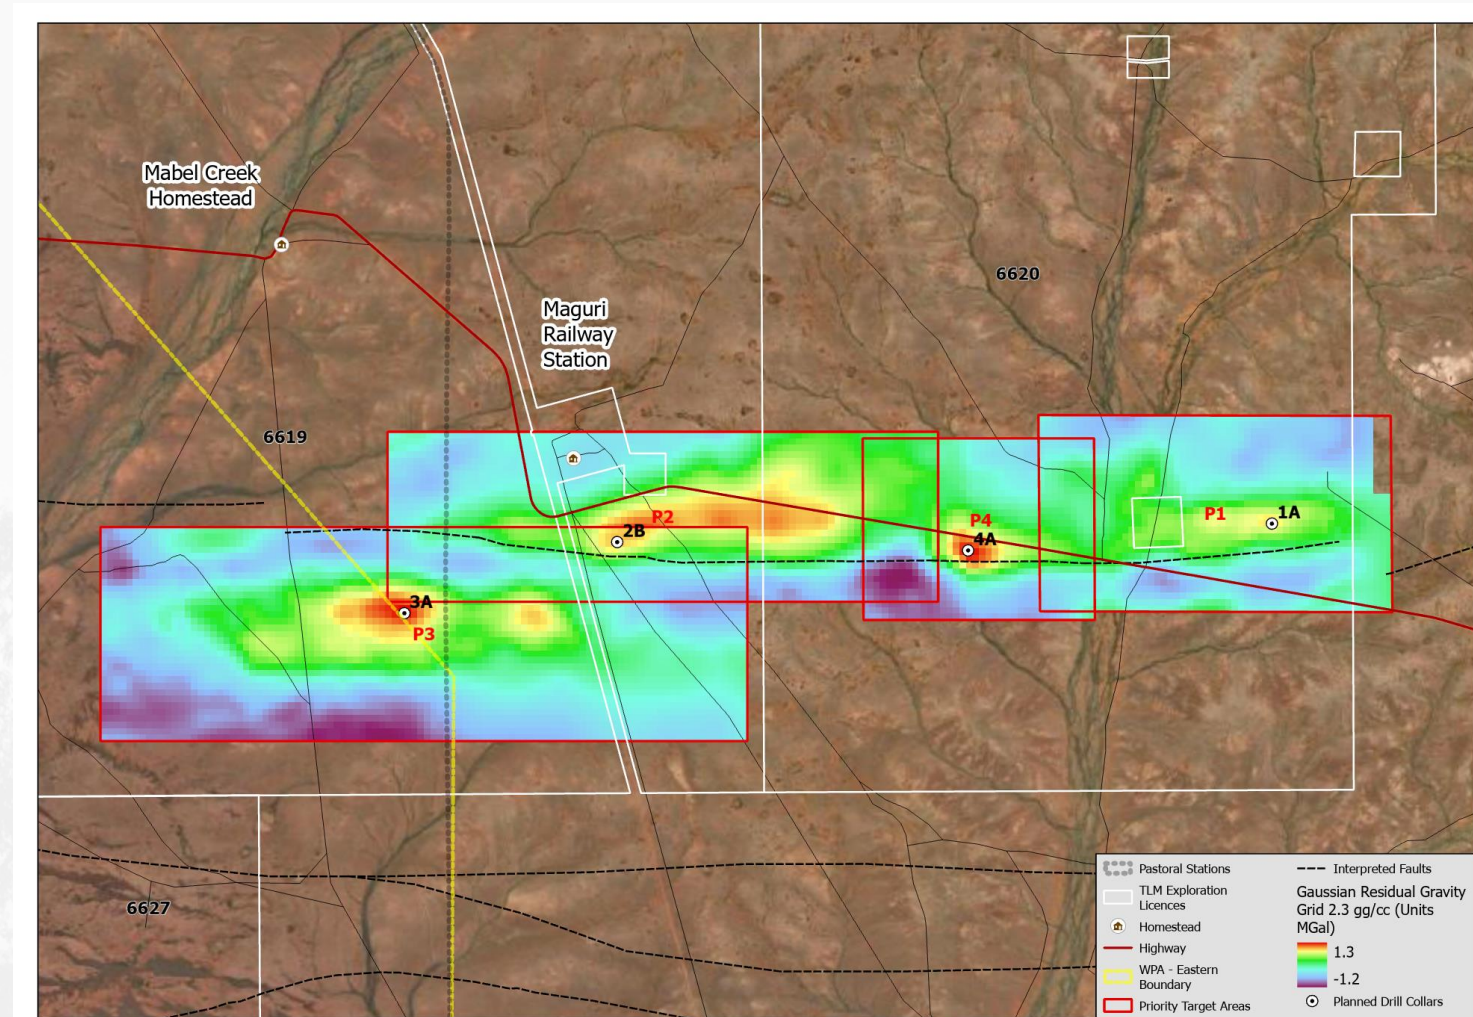 Mabel Creek
Homestead
Maguri
Railway
Station
6620
6619
P2
2B
P4
4A
P1
1A
3A
P3
6627
Pastoral Stations
TLM Exploration
Licences
Homestead
Highway
WPA - Eastern
Boundary
Priority Target Areas
Interpreted Faults
Gaussian Residual Gravity
Grid 2.3 gg/cc (Units
MGal)
1.3
-1.2
Planned Drill Collars